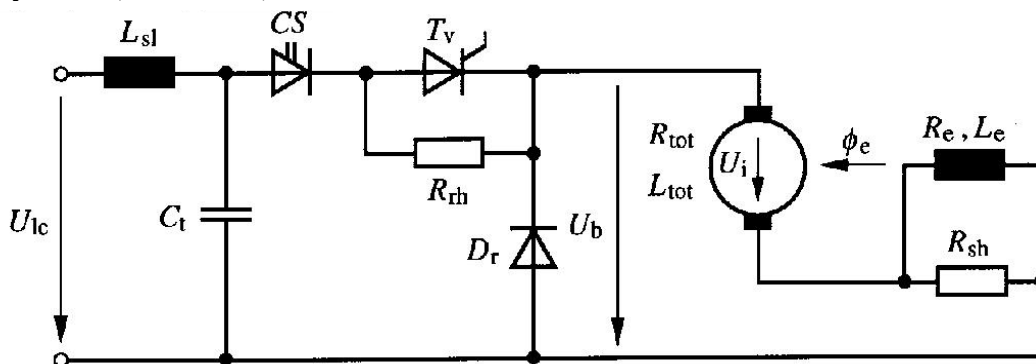 L_sl
CS
T_v
R_rh
C_t
D_r
U_lc
U_b
R_tot
L_tot
U_i
ϕ_e
R_e , L_e
R_sh